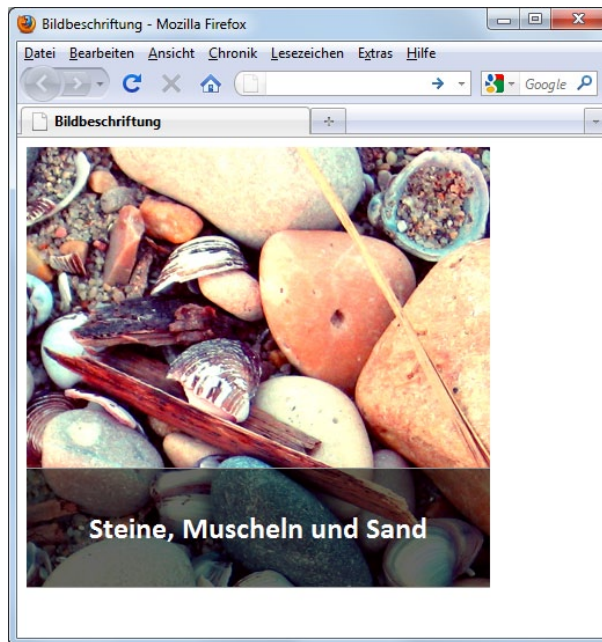 Bildbeschriftung - Mozilla Firefox
Datei Bearbeiten Ansicht Chronik Lesezeichen Extras Hilfe
Google
Bildbeschriftung
Steine, Muscheln und Sand